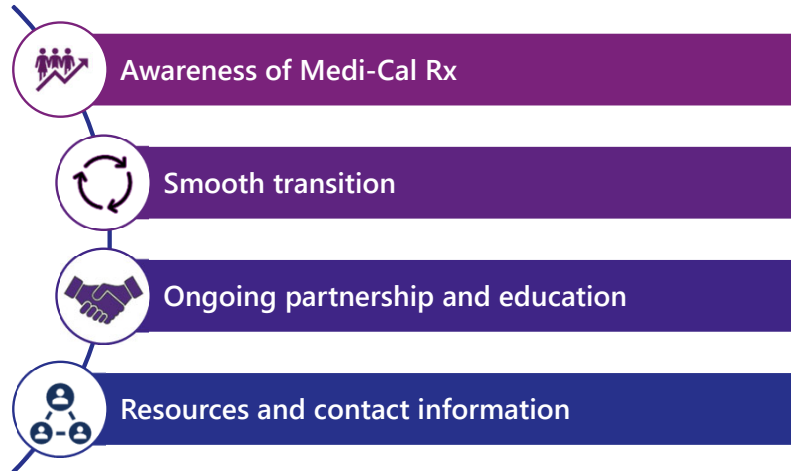 Awareness of Medi-Cal Rx
Smooth transition
Ongoing partnership and education
Resources and contact information